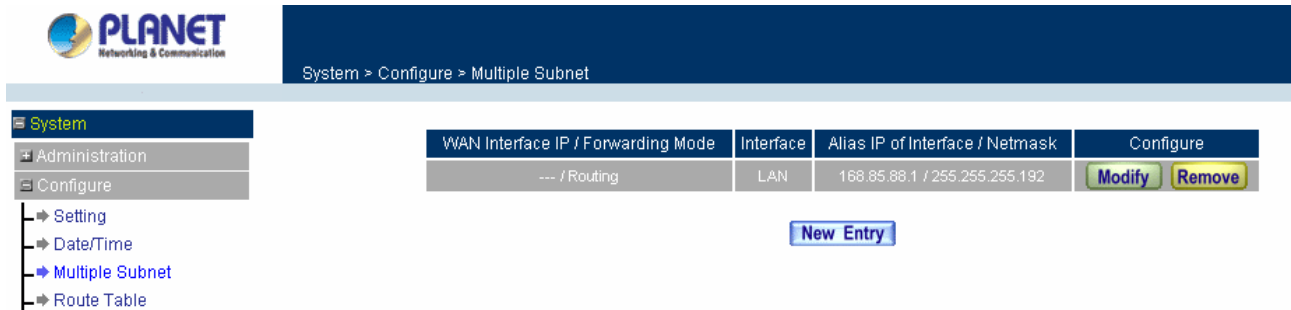 PLANET
Networking & Communication
System > Configure > Multiple Subnet
System
Administration
Configure
Setting
Date/Time
Multiple Subnet
Route Table
WAN Interface IP / Forwarding Mode Interface Alias IP of Interface / Netmask Configure
--- / Routing LAN 168.85.88.1 / 255.255.255.192 Modify Remove
New Entry